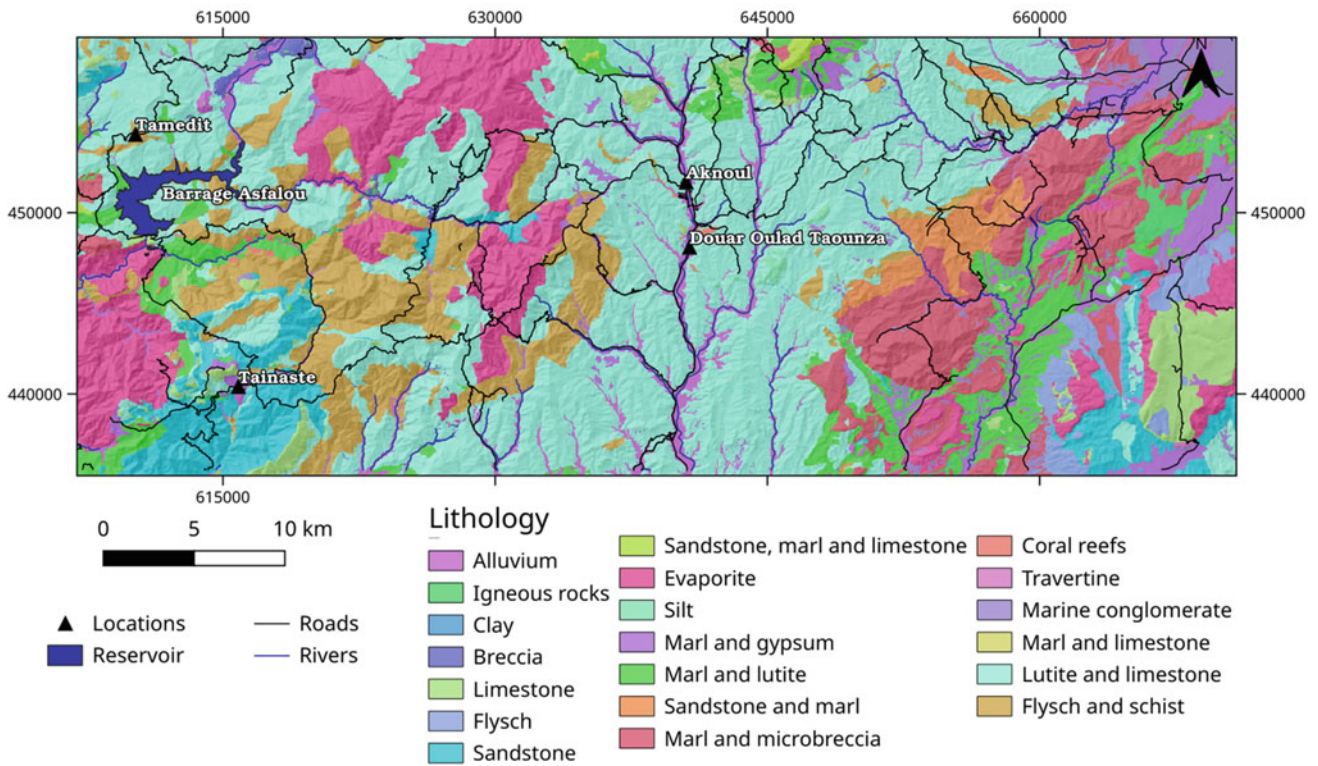 615000 630000 645000 660000
N
Tamedit
Aknoul
Barrage Asfalou
450000 450000
Douar Oulad Taounza
Tainaste
440000 440000
615000
0 5 10 km
Locations Roads
Reservoir Rivers
Lithology
Alluvium
Igneous rocks
Clay
Breccia
Limestone
Flysch
Sandstone
Sandstone, marl and limestone
Evaporite
Silt
Marl and gypsum
Marl and lutite
Sandstone and marl
Marl and microbreccia
Coral reefs
Travertine
Marine conglomerate
Marl and limestone
Lutite and limestone
Flysch and schist